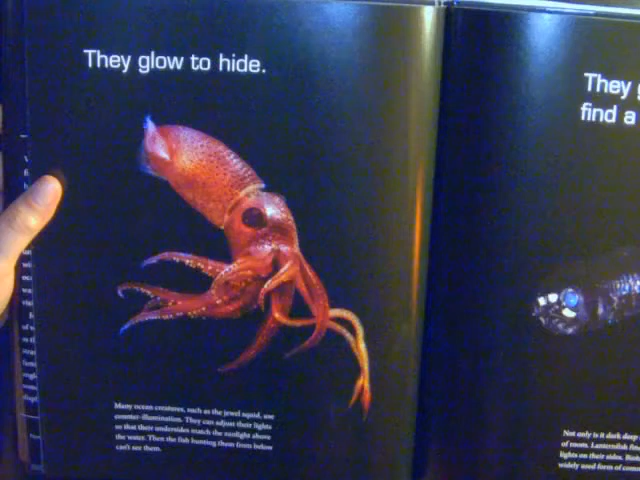 They glow to hide.
Many ocean creatures, such as the jewel squid, use
counter-illumination. They can adjust their lights
so that their undersides match the sunlight above
the water. Then the fish hunting them from below
can't see them.
They
find a
Not only is it dark deep
of room. Lanternfish
lights on their sides.
widely used form of